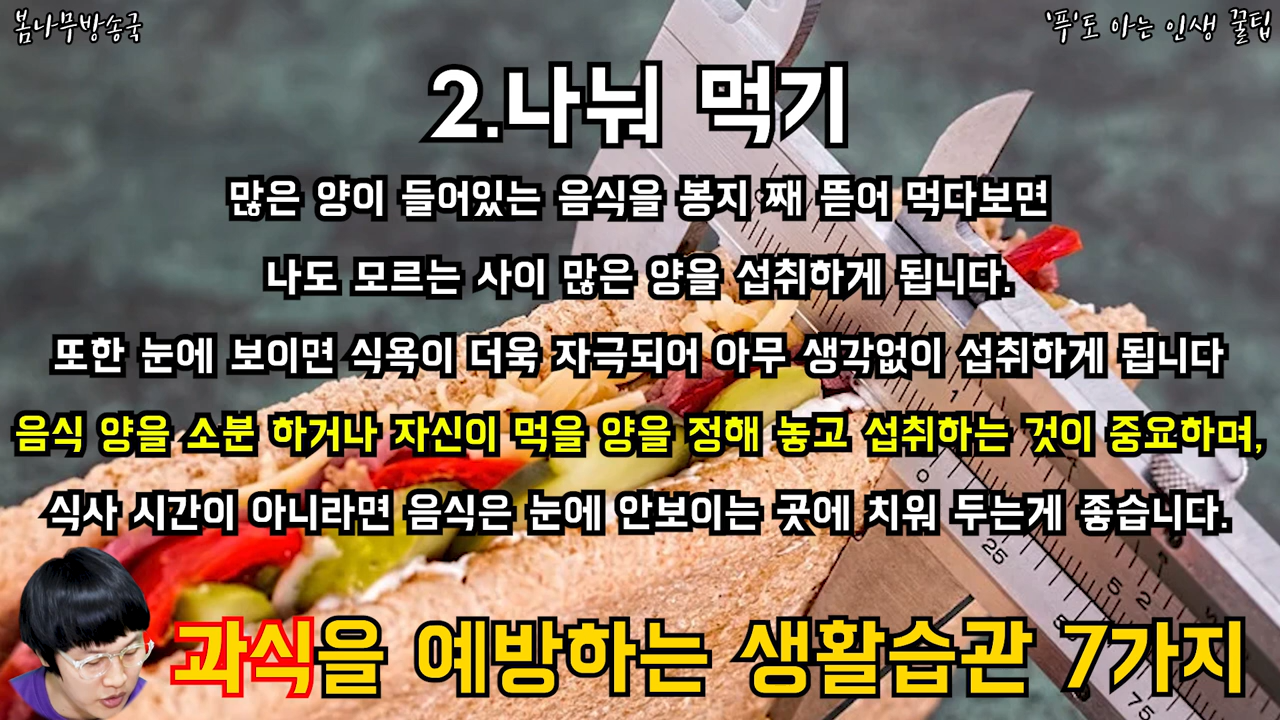 봄나무방송국
'푸'도 아는 인생 꿀팁
2.나눠 먹기
많은 양이 들어있는 음식을 봉지 째 뜯어 먹다보면
나도 모르는 사이 많은 양을 섭취하게 됩니다.
또한 눈에 보이면 식욕이 더욱 자극되어 아무 생각없이 섭취하게 됩니다
음식 양을 소분 하거나 자신이 먹을 양을 정해 놓고 섭취하는 것이 중요하며,
식사 시간이 아니라면 음식은 눈에 안보이는 곳에 치워 두는게 좋습니다.
과식을 예방하는 생활습관 7가지